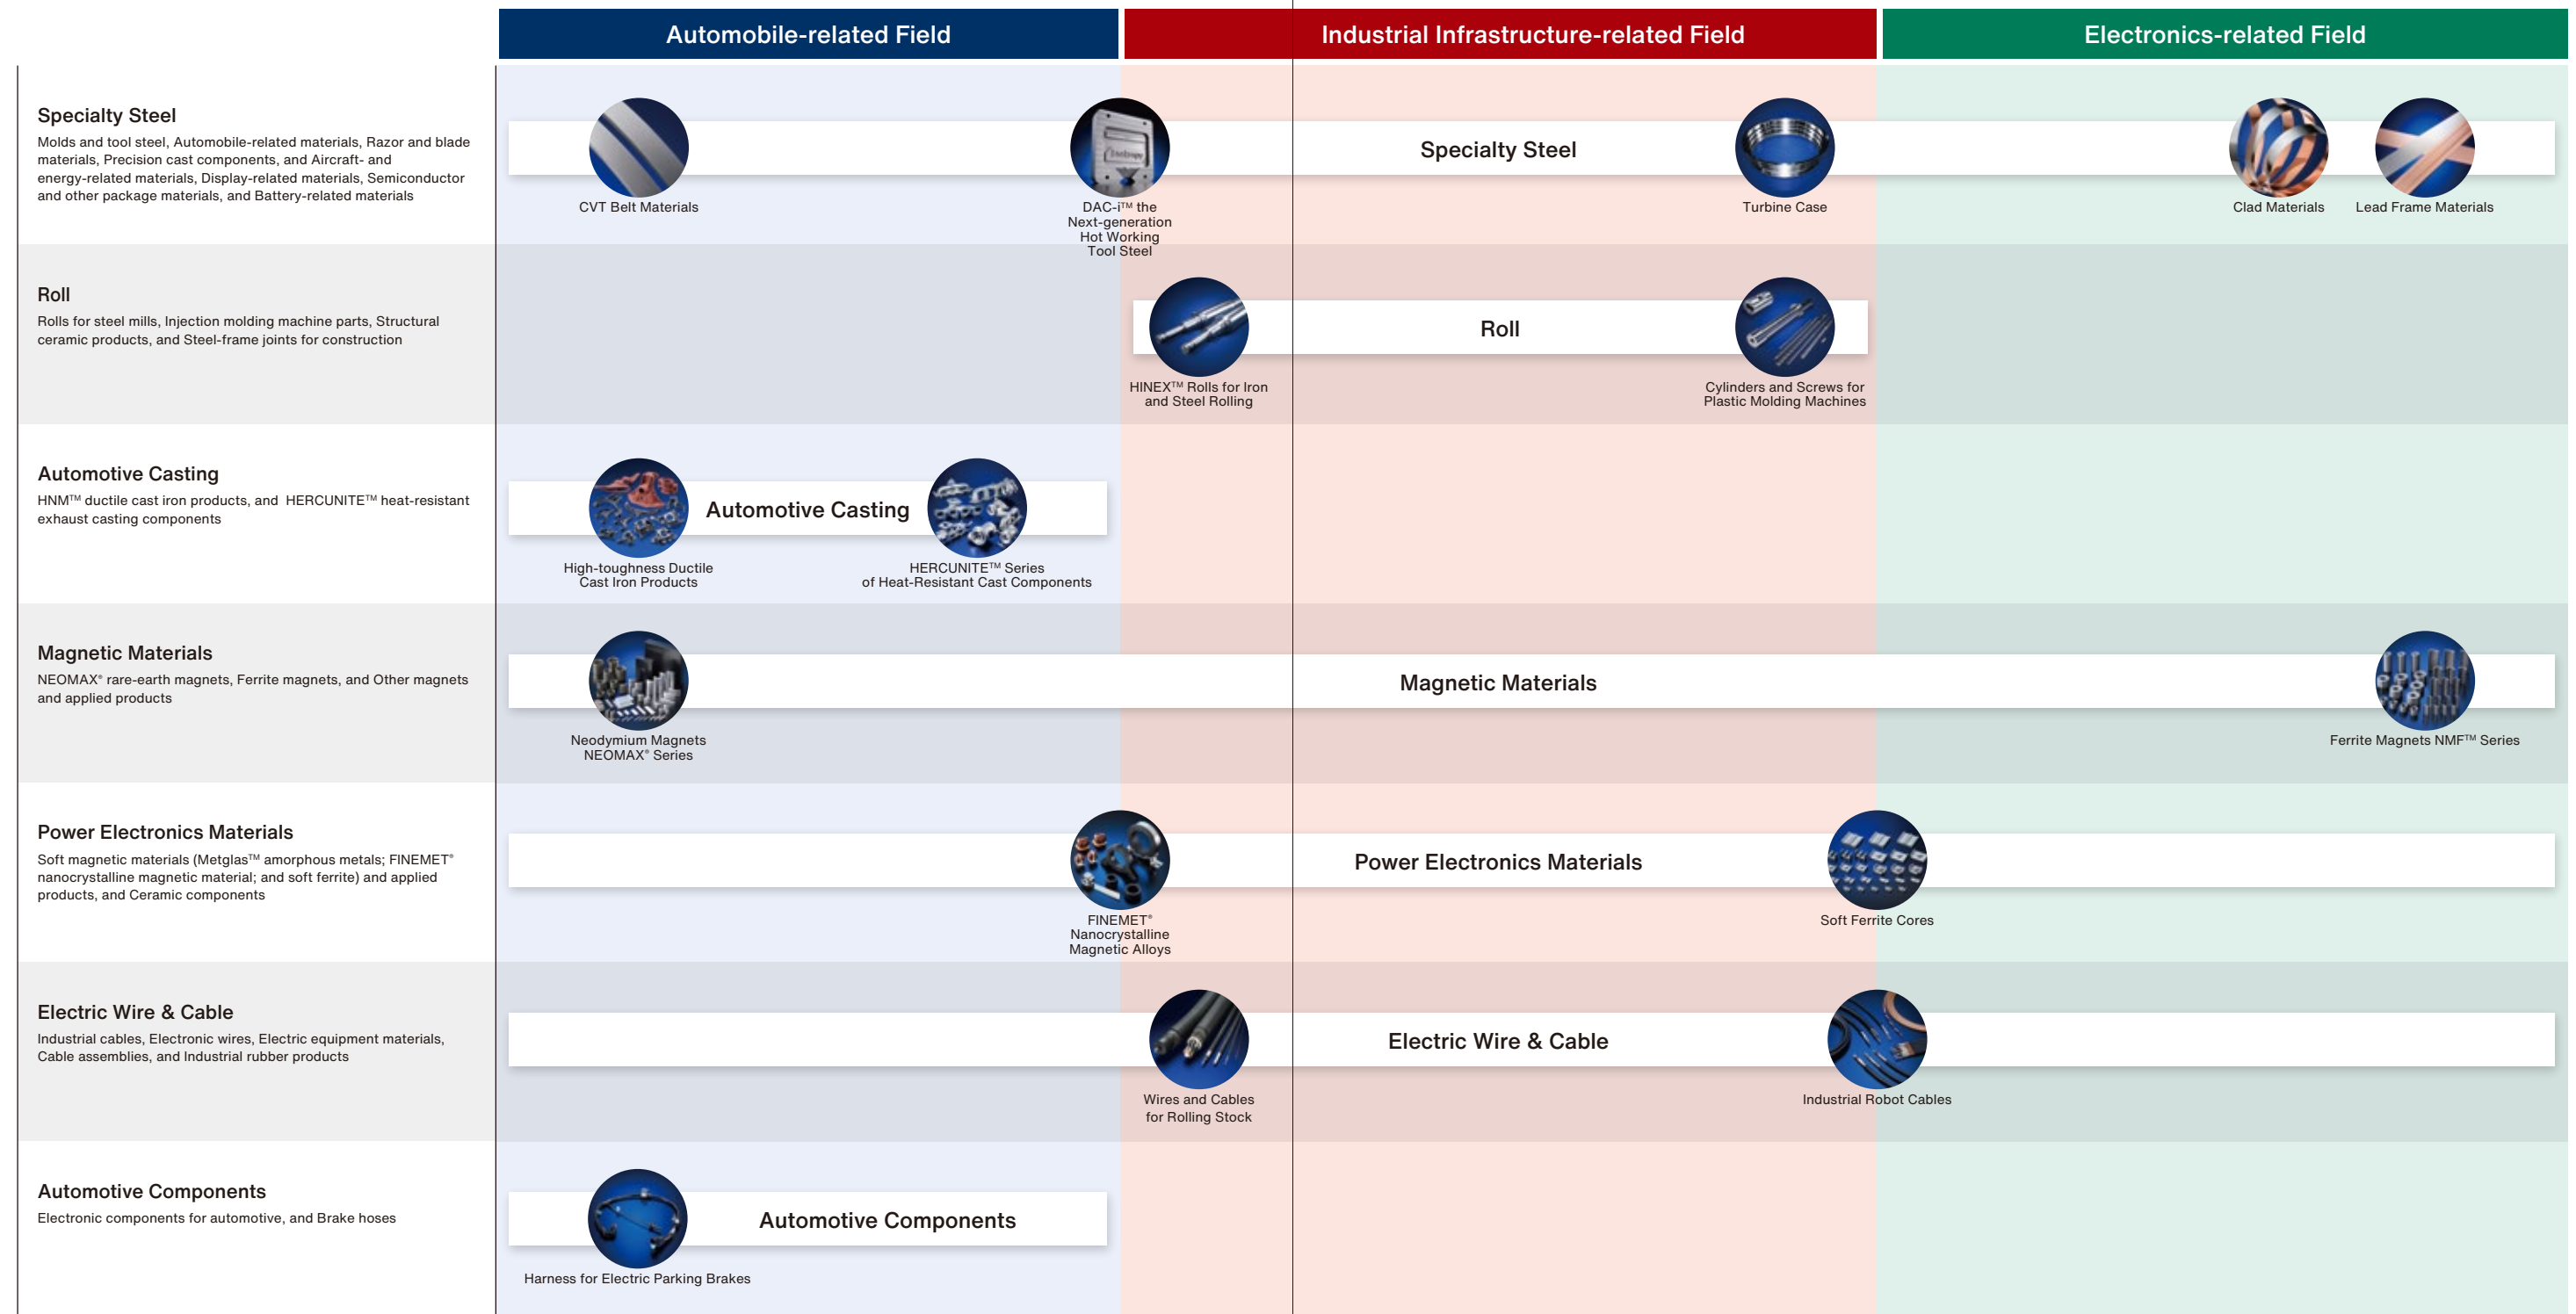 Automobile-related Field
Industrial Infrastructure-related Field
Electronics-related Field
Specialty Steel
Molds and tool steel, Automobile-related materials, Razor and blade
materials, Precision cast components, and Aircraft- and
energy-related materials, Display-related materials, Semiconductor
and other package materials, and Battery-related materials
Specialty Steel
CVT Belt Materials
DAC-i™ the
Next-generation
Hot Working
Tool Steel
Turbine Case
Clad Materials
Lead Frame Materials
Roll
Rolls for steel mills, Injection molding machine parts, Structural
ceramic products, and Steel-frame joints for construction
Roll
HINEX™ Rolls for Iron
and Steel Rolling
Cylinders and Screws for
Plastic Molding Machines
Automotive Casting
HNM™ ductile cast iron products, and HERCUNITE™ heat-resistant
exhaust casting components
Automotive Casting
High-toughness Ductile
Cast Iron Products
HERCUNITE™ Series
of Heat-Resistant Cast Components
Magnetic Materials
NEOMAX® rare-earth magnets, Ferrite magnets, and Other magnets
and applied products
Magnetic Materials
Neodymium Magnets
NEOMAX® Series
Ferrite Magnets NMF™ Series
Power Electronics Materials
Soft magnetic materials (Metglas™ amorphous metals; FINEMET®
nanocrystalline magnetic material; and soft ferrite) and applied
products, and Ceramic components
Power Electronics Materials
FINEMET®
Nanocrystalline
Magnetic Alloys
Soft Ferrite Cores
Electric Wire & Cable
Industrial cables, Electronic wires, Electric equipment materials,
Cable assemblies, and Industrial rubber products
Electric Wire & Cable
Wires and Cables
for Rolling Stock
Industrial Robot Cables
Automotive Components
Electronic components for automotive, and Brake hoses
Automotive Components
Harness for Electric Parking Brakes